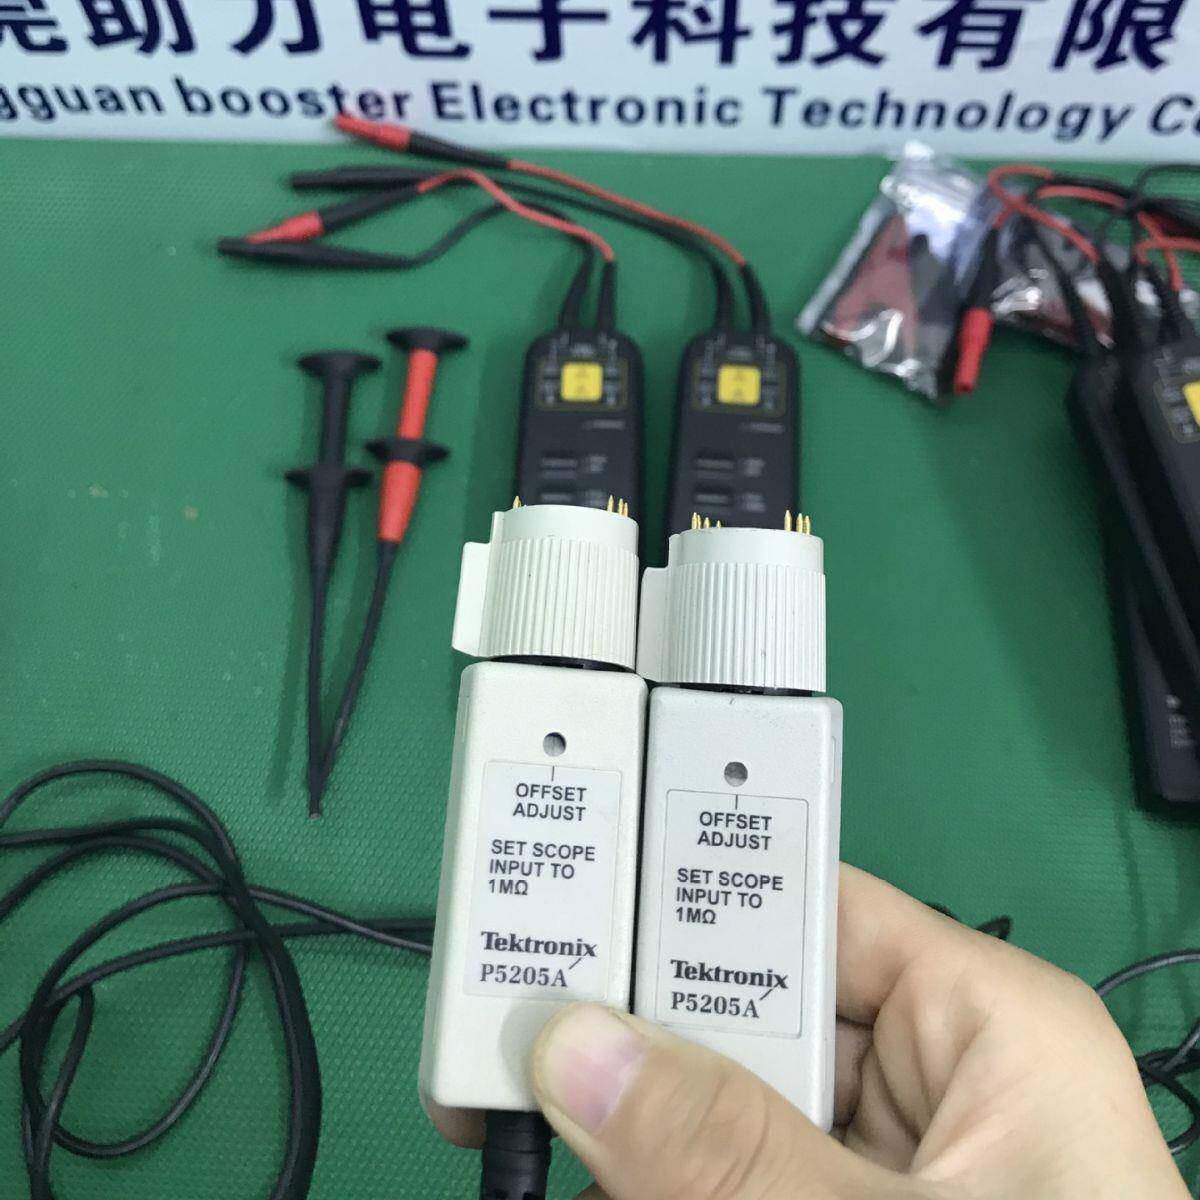 莞助力电子科技有限
gguan booster Electronic Technology Co
OFFSET
ADJUST
SET SCOPE
INPUT TO
1MΩ
Tektronix
P5205A
OFFSET
ADJUST
SET SCOPE
INPUT TO
1MΩ
Tektronix
P5205A